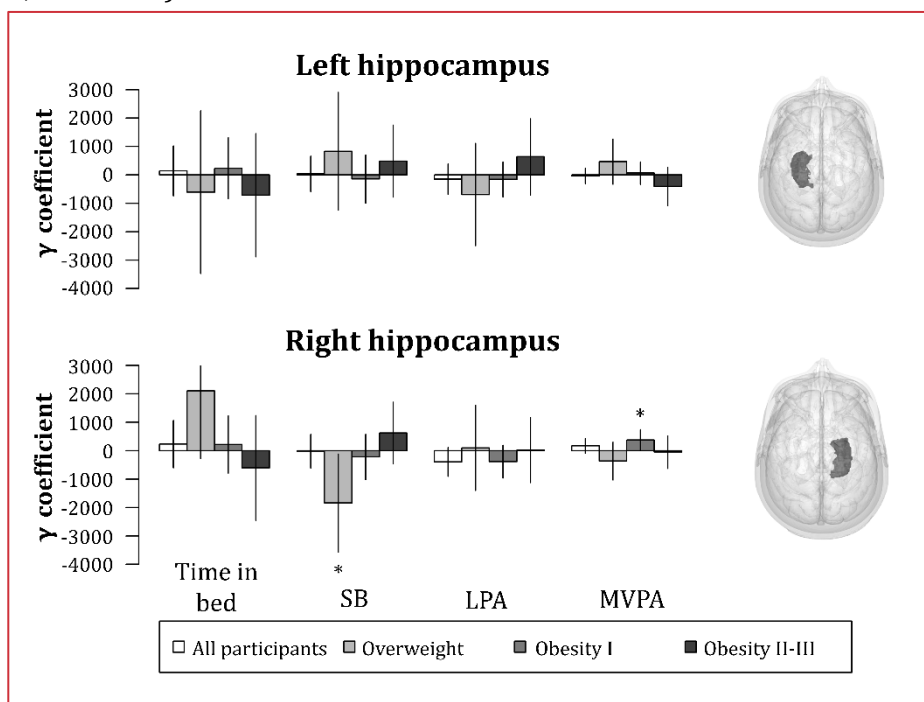 Left hippocampus
γ coefficient
3000
2000
1000
0
-1000
-2000
-3000
-4000
Right hippocampus
γ coefficient
3000
2000
1000
0
-1000
-2000
-3000
-4000
*
*
Time in
bed
SB
LPA
MVPA
All participants
Overweight
Obesity I
Obesity II-III